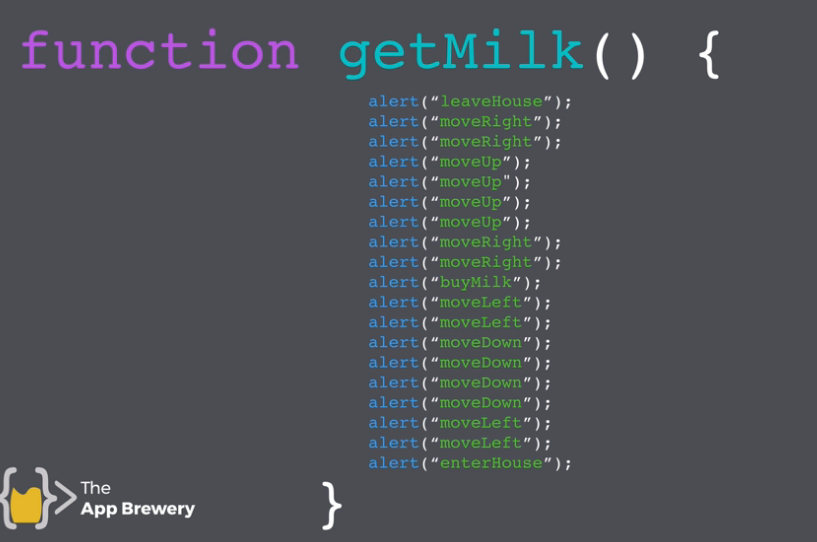 function getMilk() {
alert(“leaveHouse”);
alert(“moveRight”);
alert(“moveRight”);
alert(“moveUp”);
alert(“moveUp");
alert(“moveUp”);
alert(“moveUp”);
alert(“moveRight”);
alert(“moveRight”);
alert(“buyMilk”);
alert(“moveLeft”);
alert(“moveLeft”);
alert(“moveDown”);
alert(“moveDown”);
alert(“moveDown”);
alert(“moveDown”);
alert(“moveLeft”);
alert(“moveLeft”);
alert(“enterHouse”);
}
The
App Brewery